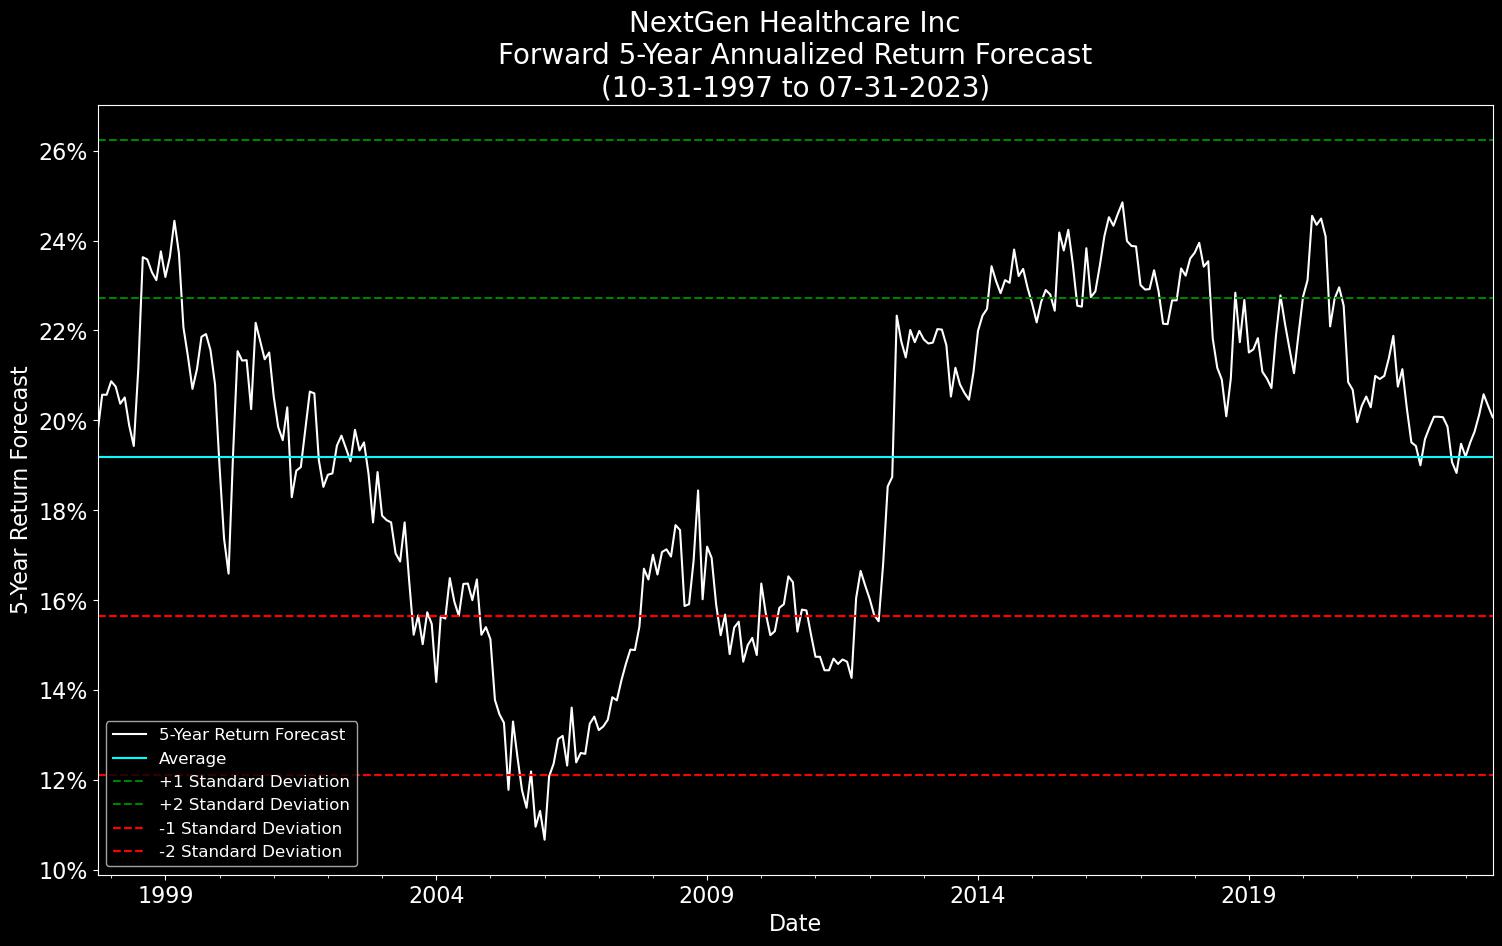 NextGen Healthcare Inc
Forward 5-Year Annualized Return Forecast
(10-31-1997 to 07-31-2023)
5-Year Return Forecast
26%
24%
22%
20%
18%
16%
14%
12%
10%
5-Year Return Forecast
Average
+1 Standard Deviation
+2 Standard Deviation
-1 Standard Deviation
-2 Standard Deviation
1999
2004
2009
2014
2019
Date